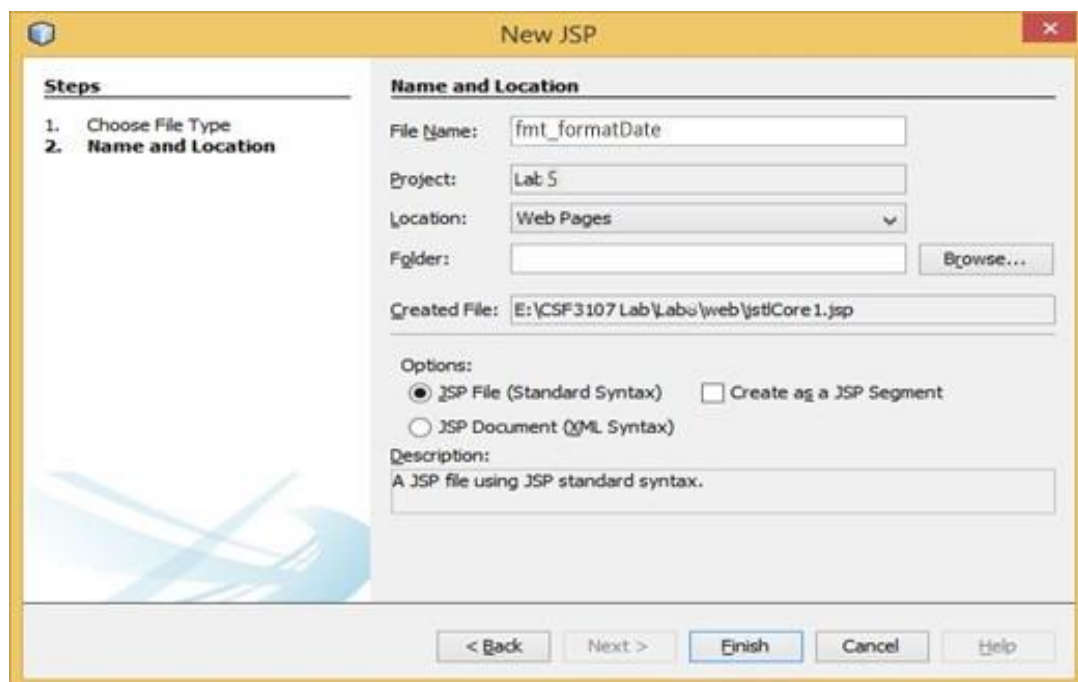 New JSP
Steps
1. Choose File Type
2. Name and Location
Name and Location
File Name: fmt_formatDate
Project: Lab 5
Location: Web Pages
Folder: Browse...
Created File: E:\CSF3107 Lab\Lab5\web\jstlCore1.jsp
Options:
JSP File (Standard Syntax) Create as a JSP Segment
JSP Document (XML Syntax)
Description:
A JSP file using JSP standard syntax.
< Back Next > Finish Cancel Help